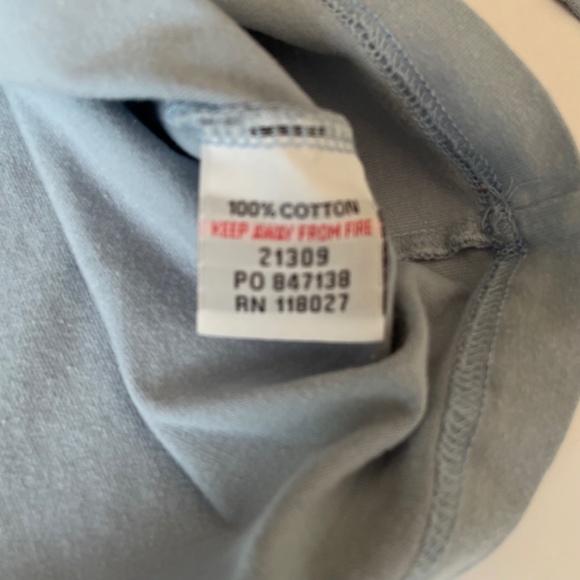 100% COTTON
KEEP AWAY FROM FIRE
21309
PO 847138
RN 118027